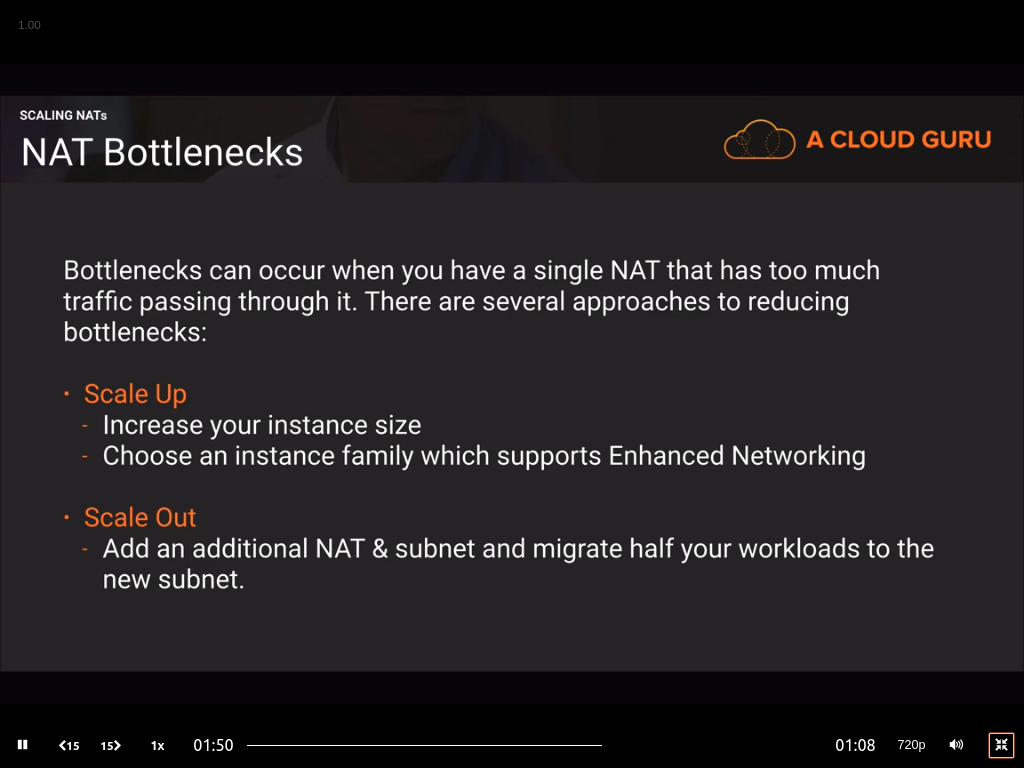 1.00
SCALING NATs
NAT Bottlenecks
A CLOUD GURU
Bottlenecks can occur when you have a single NAT that has too much
traffic passing through it. There are several approaches to reducing
bottlenecks:
• Scale Up
- Increase your instance size
- Choose an instance family which supports Enhanced Networking
• Scale Out
- Add an additional NAT & subnet and migrate half your workloads to the
new subnet.
15 15 1x 01:50 01:08 720p